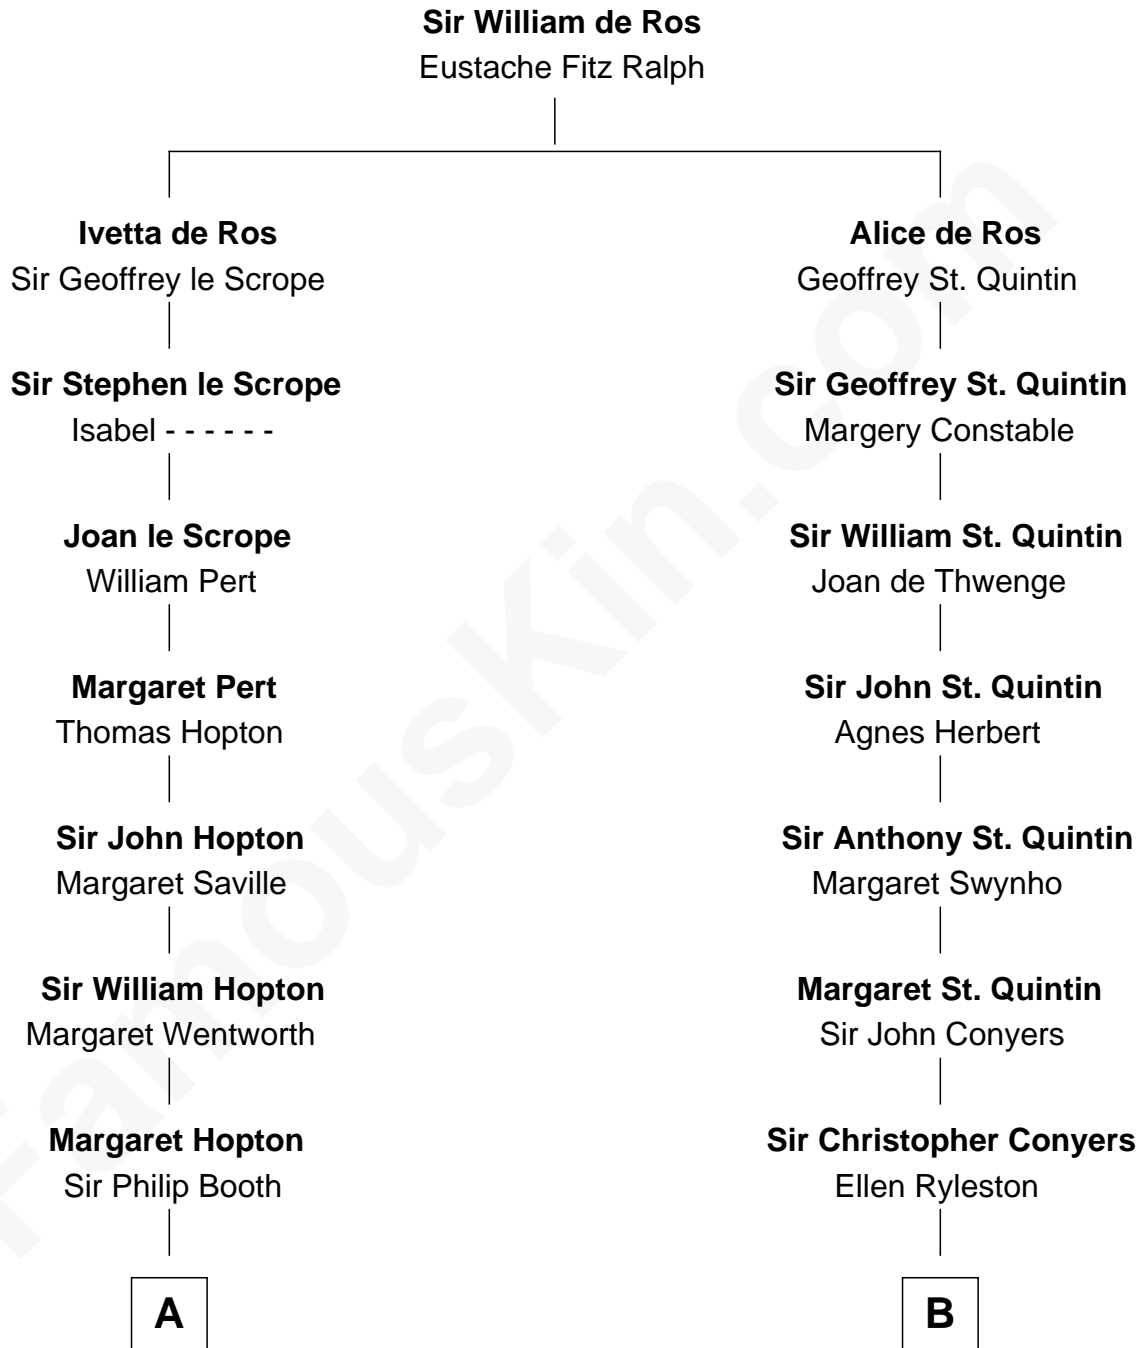 Sir William de Ros
Eustache Fitz Ralph
Ivetta de Ros
Sir Geoffrey le Scrope
Alice de Ros
Geoffrey St. Quintin
Sir Stephen le Scrope
Isabel - - - - - -
Sir Geoffrey St. Quintin
Margery Constable
Joan le Scrope
William Pert
Sir William St. Quintin
Joan de Thwenge
Margaret Pert
Thomas Hopton
Sir John St. Quintin
Agnes Herbert
Sir John Hopton
Margaret Saville
Sir Anthony St. Quintin
Margaret Swynho
Sir William Hopton
Margaret Wentworth
Margaret St. Quintin
Sir John Conyers
Margaret Hopton
Sir Philip Booth
Sir Christopher Conyers
Ellen Ryleston
A
B
FamousKin.com